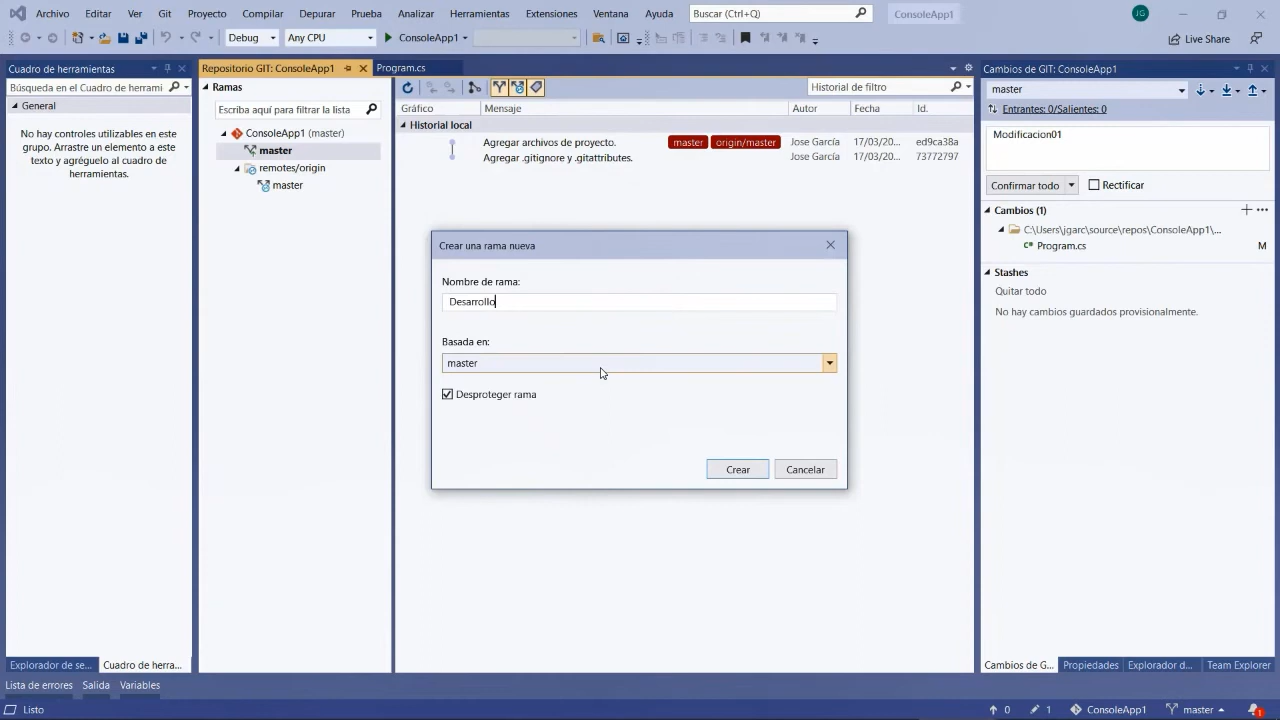 Archivo Editar Ver Git Proyecto Compilar Depurar Prueba Analizar Herramientas Extensiones Ventana Ayuda Buscar (Ctrl+Q) ConsoleApp1 JG
Debug Any CPU ConsoleApp1 Live Share
Cuadro de herramientas
Búsqueda en el Cuadro de herrami
General
No hay controles utilizables en este
grupo. Arrastre un elemento a este
texto y agréguelo al cuadro de
herramientas.
Repositorio GIT: ConsoleApp1 Program.cs
Ramas
Escriba aquí para filtrar la lista
ConsoleApp1 (master)
master
remotes/origin
master
Historial de filtro
Gráfico Mensaje Autor Fecha Id.
Historial local
Agregar archivos de proyecto. master origin/master Jose García 17/03/20... ed9ca38a
Agregar .gitignore y .gitattributes. Jose García 17/03/20... 73772797
Crear una rama nueva
Nombre de rama:
Desarrollo
Basada en:
master
Desproteger rama
Crear Cancelar
Cambios de GIT: ConsoleApp1
master
Entrantes: 0/Salientes: 0
Modificacion01
Confirmar todo Rectificar
Cambios (1)
C:\Users\jgarc\source\repos\ConsoleApp1\...
C# Program.cs M
Stashes
Quitar todo
No hay cambios guardados provisionalmente.
Explorador de se... Cuadro de herra...
Cambios de G... Propiedades Explorador d... Team Explorer
Lista de errores Salida Variables
Listo 0 1 ConsoleApp1 master 1